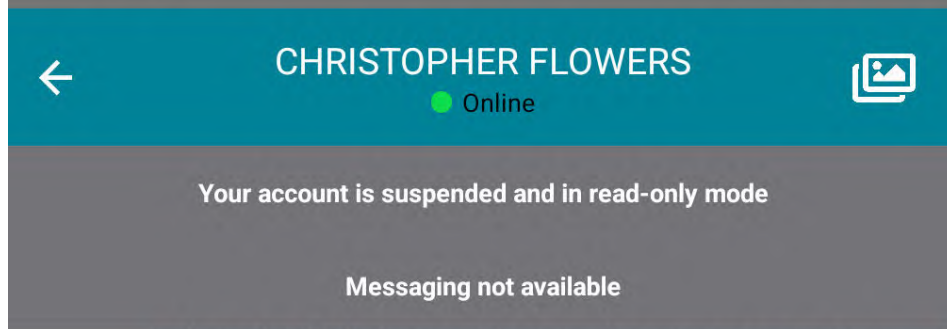 CHRISTOPHER FLOWERS
Online
Your account is suspended and in read-only mode
Messaging not available